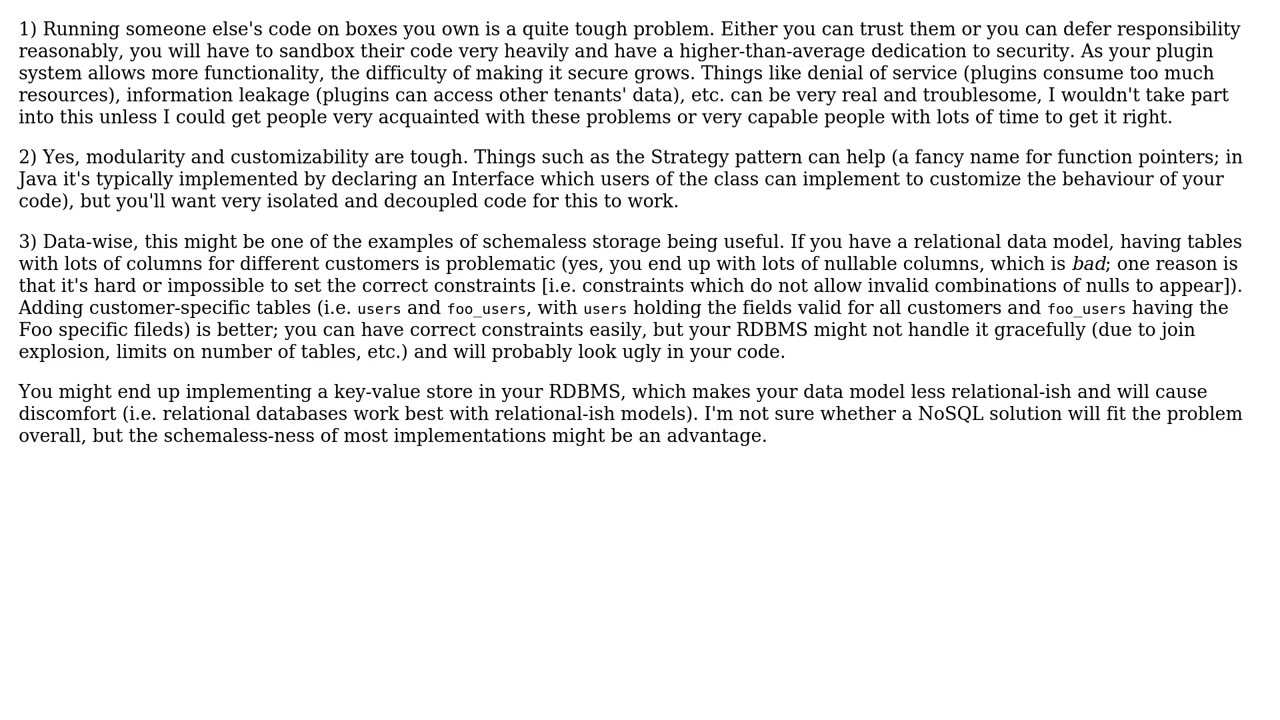 1) Running someone else's code on boxes you own is a quite tough problem. Either you can trust them or you can defer responsibility
reasonably, you will have to sandbox their code very heavily and have a higher-than-average dedication to security. As your plugin
system allows more functionality, the difficulty of making it secure grows. Things like denial of service (plugins consume too much
resources), information leakage (plugins can access other tenants' data), etc. can be very real and troublesome, I wouldn't take part
into this unless I could get people very acquainted with these problems or very capable people with lots of time to get it right.
2) Yes, modularity and customizability are tough. Things such as the Strategy pattern can help (a fancy name for function pointers; in
Java it's typically implemented by declaring an Interface which users of the class can implement to customize the behaviour of your
code), but you'll want very isolated and decoupled code for this to work.
3) Data-wise, this might be one of the examples of schemaless storage being useful. If you have a relational data model, having tables
with lots of columns for different customers is problematic (yes, you end up with lots of nullable columns, which is bad; one reason is
that it's hard or impossible to set the correct constraints [i.e. constraints which do not allow invalid combinations of nulls to appear]).
Adding customer-specific tables (i.e. users and foo_users, with users holding the fields valid for all customers and foo_users having the
Foo specific fileds) is better; you can have correct constraints easily, but your RDBMS might not handle it gracefully (due to join
explosion, limits on number of tables, etc.) and will probably look ugly in your code.
You might end up implementing a key-value store in your RDBMS, which makes your data model less relational-ish and will cause
discomfort (i.e. relational databases work best with relational-ish models). I'm not sure whether a NoSQL solution will fit the problem
overall, but the schemaless-ness of most implementations might be an advantage.